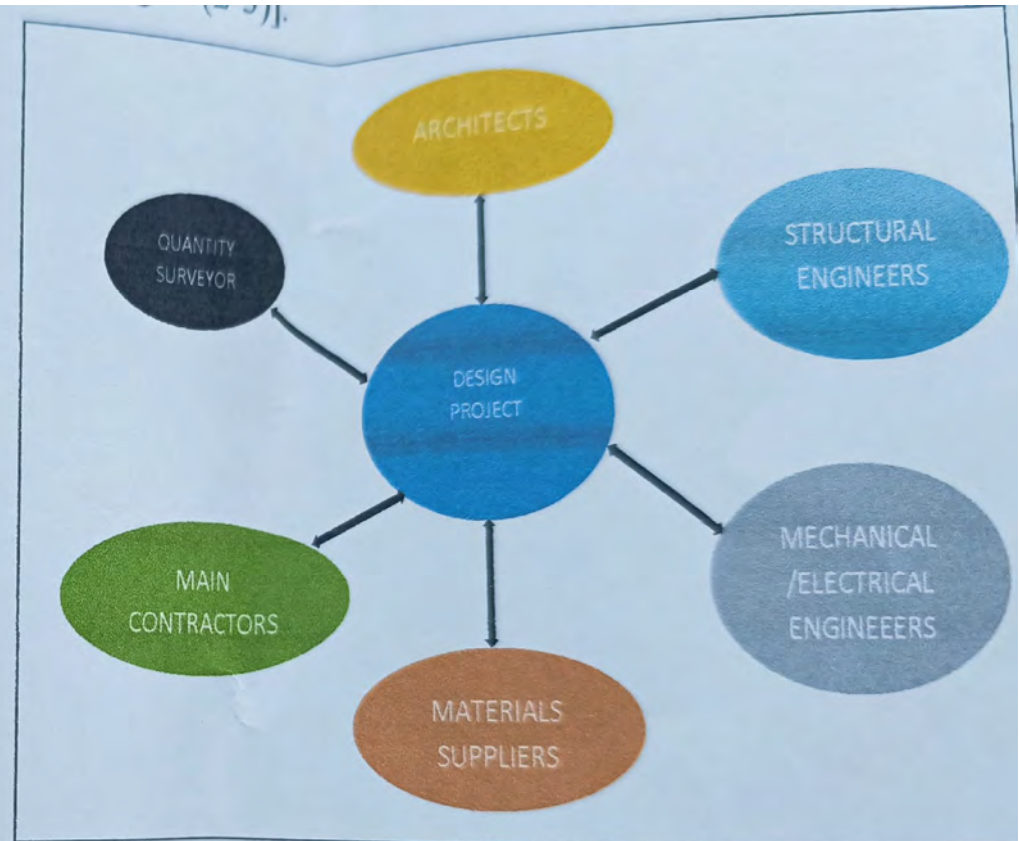 ARCHITECTS
QUANTITY
SURVEYOR
STRUCTURAL
ENGINEERS
DESIGN
PROJECT
MAIN
CONTRACTORS
MECHANICAL
/ELECTRICAL
ENGINEEERS
MATERIALS
SUPPLIERS